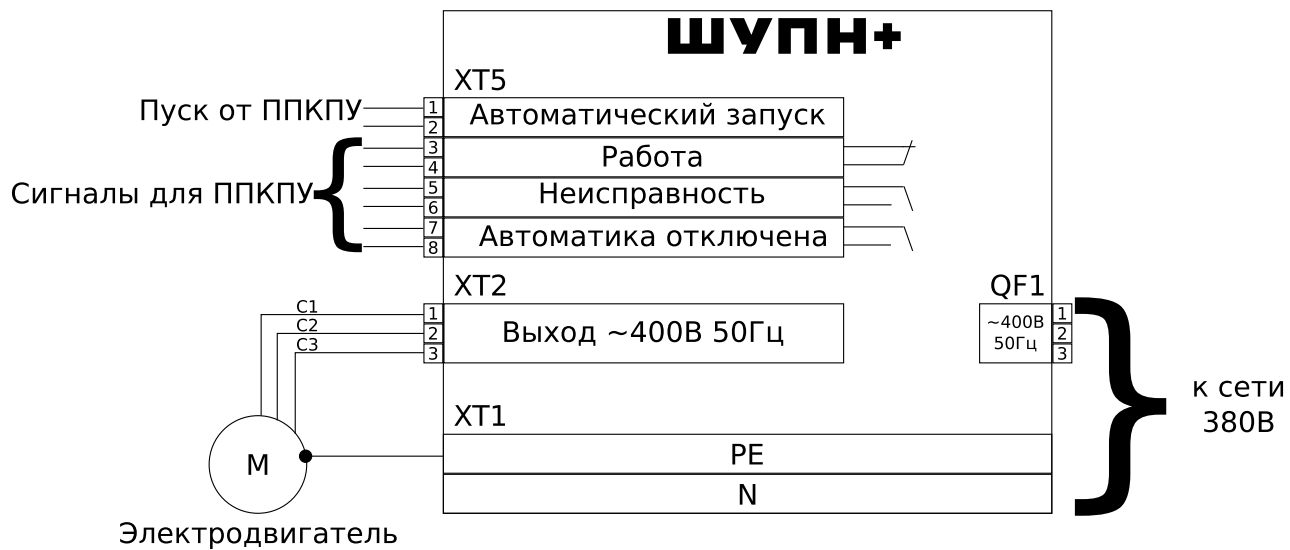 ШУПН+
XT5
Пуск от ППКПУ
1
Автоматический запуск
2
3
Работа
4
Сигналы для ППКПУ
5
Неисправность
6
7
Автоматика отключена
8
XT2
QF1
C1
1
C2
2
Выход ~400В 50Гц
C3
3
~400В
50Гц
1
2
3
к сети
380В
XT1
PE
M
N
Электродвигатель